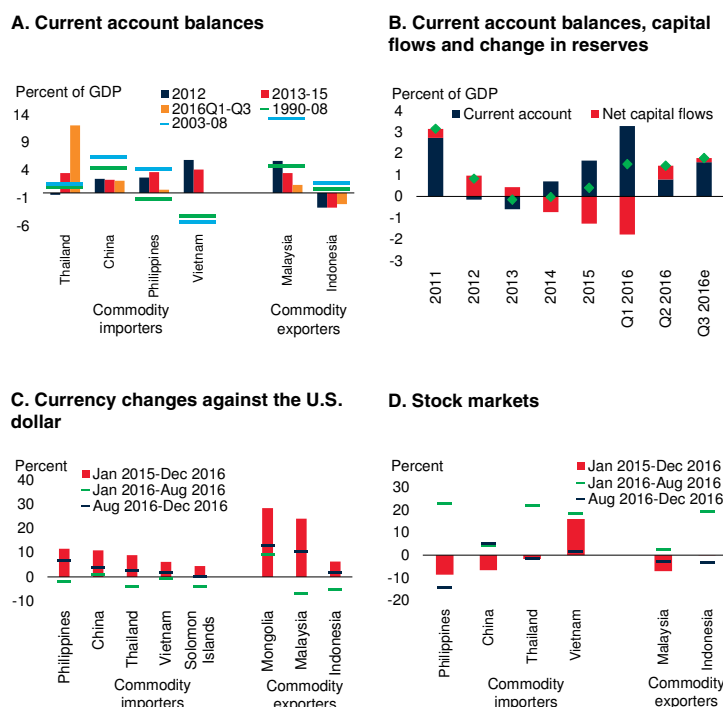 A. Current account balances
Percent of GDP
2012
2013-15
2016Q1-Q3
1990-08
2003-08
14
9
4
-1
-6
Thailand
China
Philippines
Vietnam
Malaysia
Indonesia
Commodity
importers
Commodity
exporters
B. Current account balances, capital
flows and change in reserves
Percent of GDP
Current account
Net capital flows
4
3
2
1
0
-1
-2
-3
2011
2012
2013
2014
2015
Q1 2016
Q2 2016
Q3 2016e
C. Currency changes against the U.S.
dollar
Percent
Jan 2015-Dec 2016
Jan 2016-Aug 2016
Aug 2016-Dec 2016
40
30
20
10
0
-10
Philippines
China
Thailand
Vietnam
Solomon
Islands
Mongolia
Malaysia
Indonesia
Commodity
importers
Commodity
exporters
D. Stock markets
Percent
Jan 2015-Dec 2016
Jan 2016-Aug 2016
Aug 2016-Dec 2016
30
20
10
0
-10
-20
Philippines
China
Thailand
Vietnam
Malaysia
Indonesia
Commodity
importers
Commodity
exporters